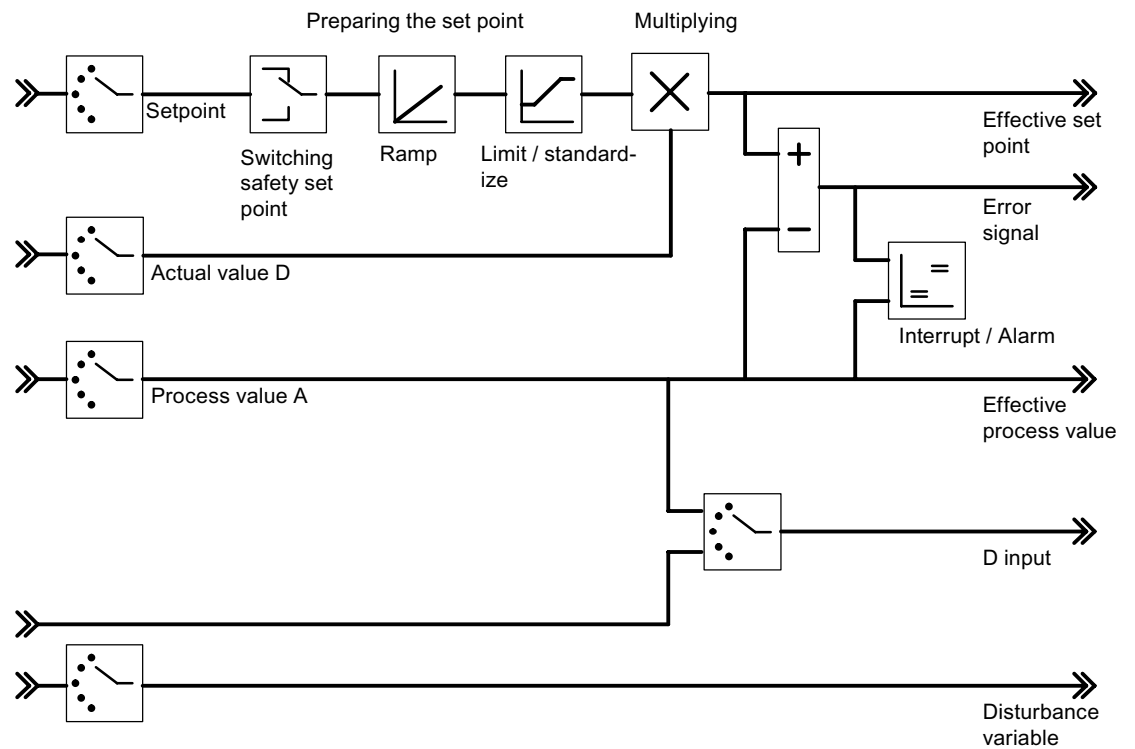 Preparing the set point
Multiplying
Setpoint
Switching
safety set
point
Ramp
Limit / standard-
ize
Effective set
point
Error
signal
Actual value D
Interrupt / Alarm
Process value A
Effective
process value
D input
Disturbance
variable